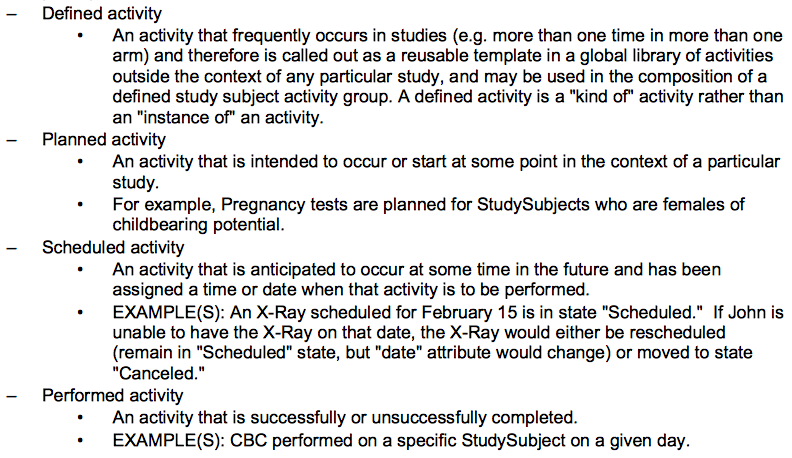 – Defined activity
• An activity that frequently occurs in studies (e.g. more than one time in more than one
arm) and therefore is called out as a reusable template in a global library of activities
outside the context of any particular study, and may be used in the composition of a
defined study subject activity group. A defined activity is a "kind of" activity rather than
an "instance of" an activity.
– Planned activity
• An activity that is intended to occur or start at some point in the context of a particular
study.
• For example, Pregnancy tests are planned for StudySubjects who are females of
childbearing potential.
– Scheduled activity
• An activity that is anticipated to occur at some time in the future and has been
assigned a time or date when that activity is to be performed.
• EXAMPLE(S): An X-Ray scheduled for February 15 is in state "Scheduled." If John is
unable to have the X-Ray on that date, the X-Ray would either be rescheduled
(remain in "Scheduled" state, but "date" attribute would change) or moved to state
"Canceled."
– Performed activity
• An activity that is successfully or unsuccessfully completed.
• EXAMPLE(S): CBC performed on a specific StudySubject on a given day.